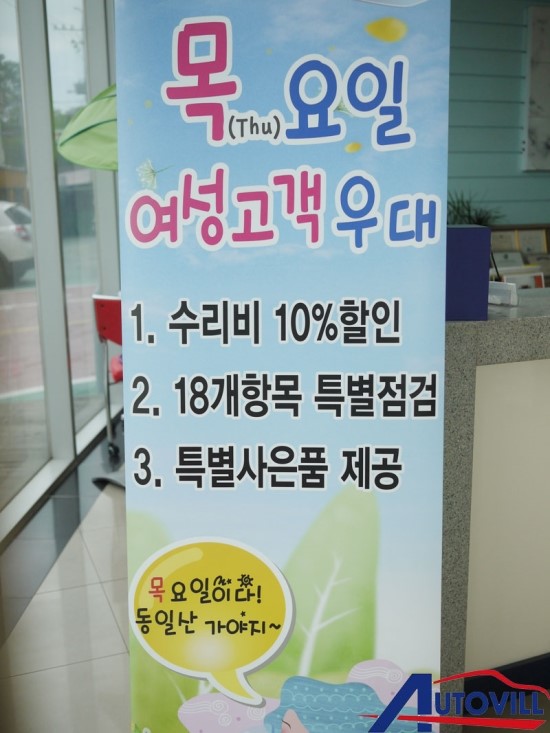 목(Thu)요일
여성고객 우대
1. 수리비 10%할인
2. 18개항목 특별점검
3. 특별사은품 제공
목요일이다!
동일산 가야지~
AUTOVILL